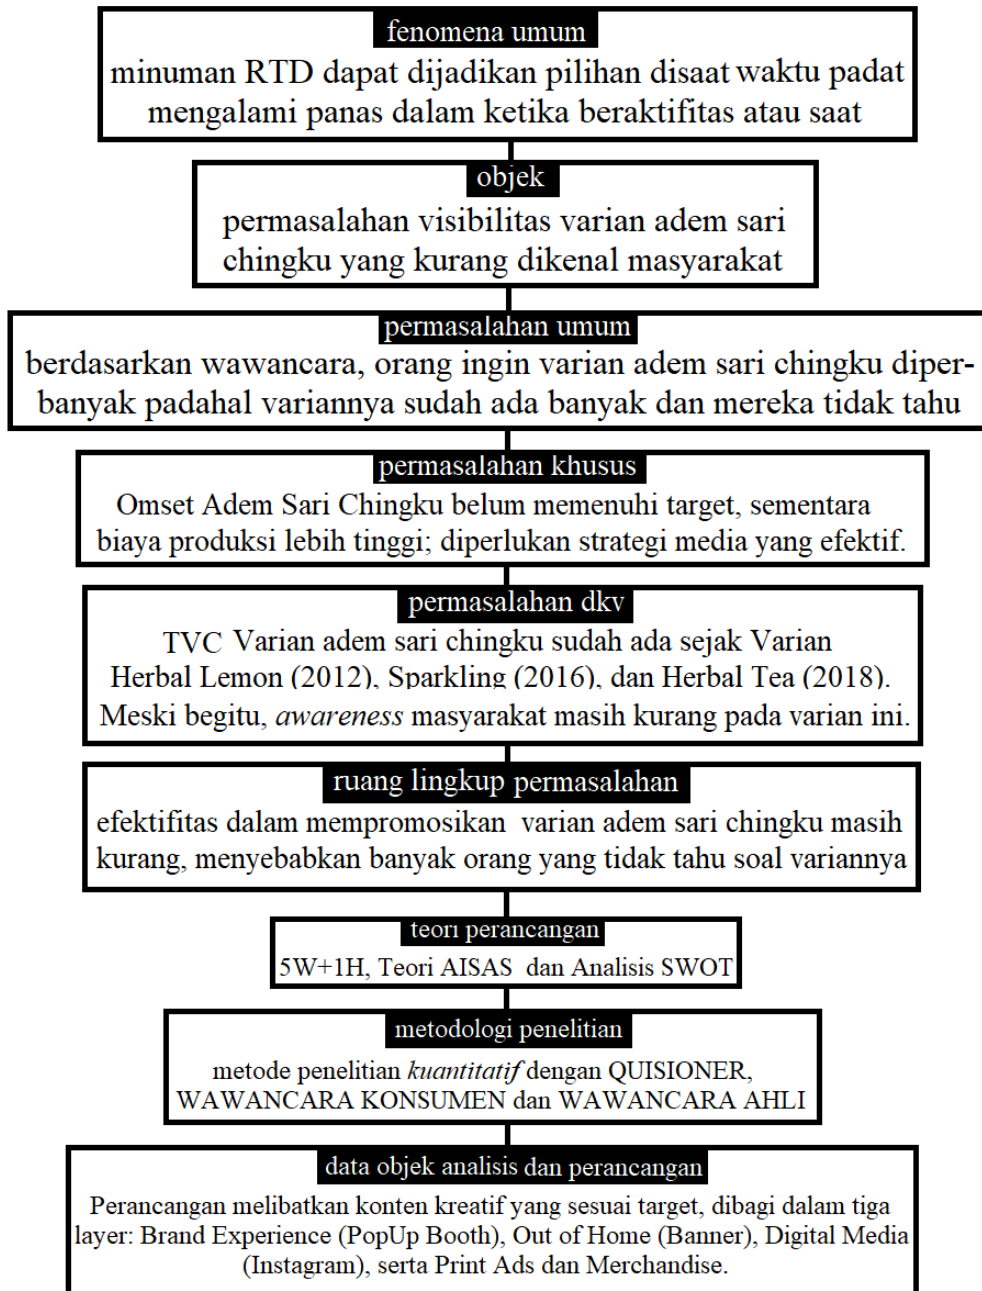 fenomena umum
minuman RTD dapat dijadikan pilihan disaat waktu padat
mengalami panas dalam ketika beraktifitas atau saat
objek
permasalahan visibilitas varian adem sari
chingku yang kurang dikenal masyarakat
permasalahan umum
berdasarkan wawancara, orang ingin varian adem sari chingku diper-
banyak padahal variannya sudah ada banyak dan mereka tidak tahu
permasalahan khusus
Omset Adem Sari Chingku belum memenuhi target, sementara
biaya produksi lebih tinggi; diperlukan strategi media yang efektif.
permasalahan dkv
TVC Varian adem sari chingku sudah ada sejak Varian
Herbal Lemon (2012), Sparkling (2016), dan Herbal Tea (2018).
Meski begitu, awareness masyarakat masih kurang pada varian ini.
ruang lingkup permasalahan
efektifitas dalam mempromosikan varian adem sari chingku masih
kurang, menyebabkan banyak orang yang tidak tahu soal variannya
teori perancangan
5W+1H, Teori AISAS dan Analisis SWOT
metodologi penelitian
metode penelitian kuantitatif dengan QUISIONER,
WAWANCARA KONSUMEN dan WAWANCARA AHLI
data objek analisis dan perancangan
Perancangan melibatkan konten kreatif yang sesuai target, dibagi dalam tiga
layer: Brand Experience (PopUp Booth), Out of Home (Banner), Digital Media
(Instagram), serta Print Ads dan Merchandise.